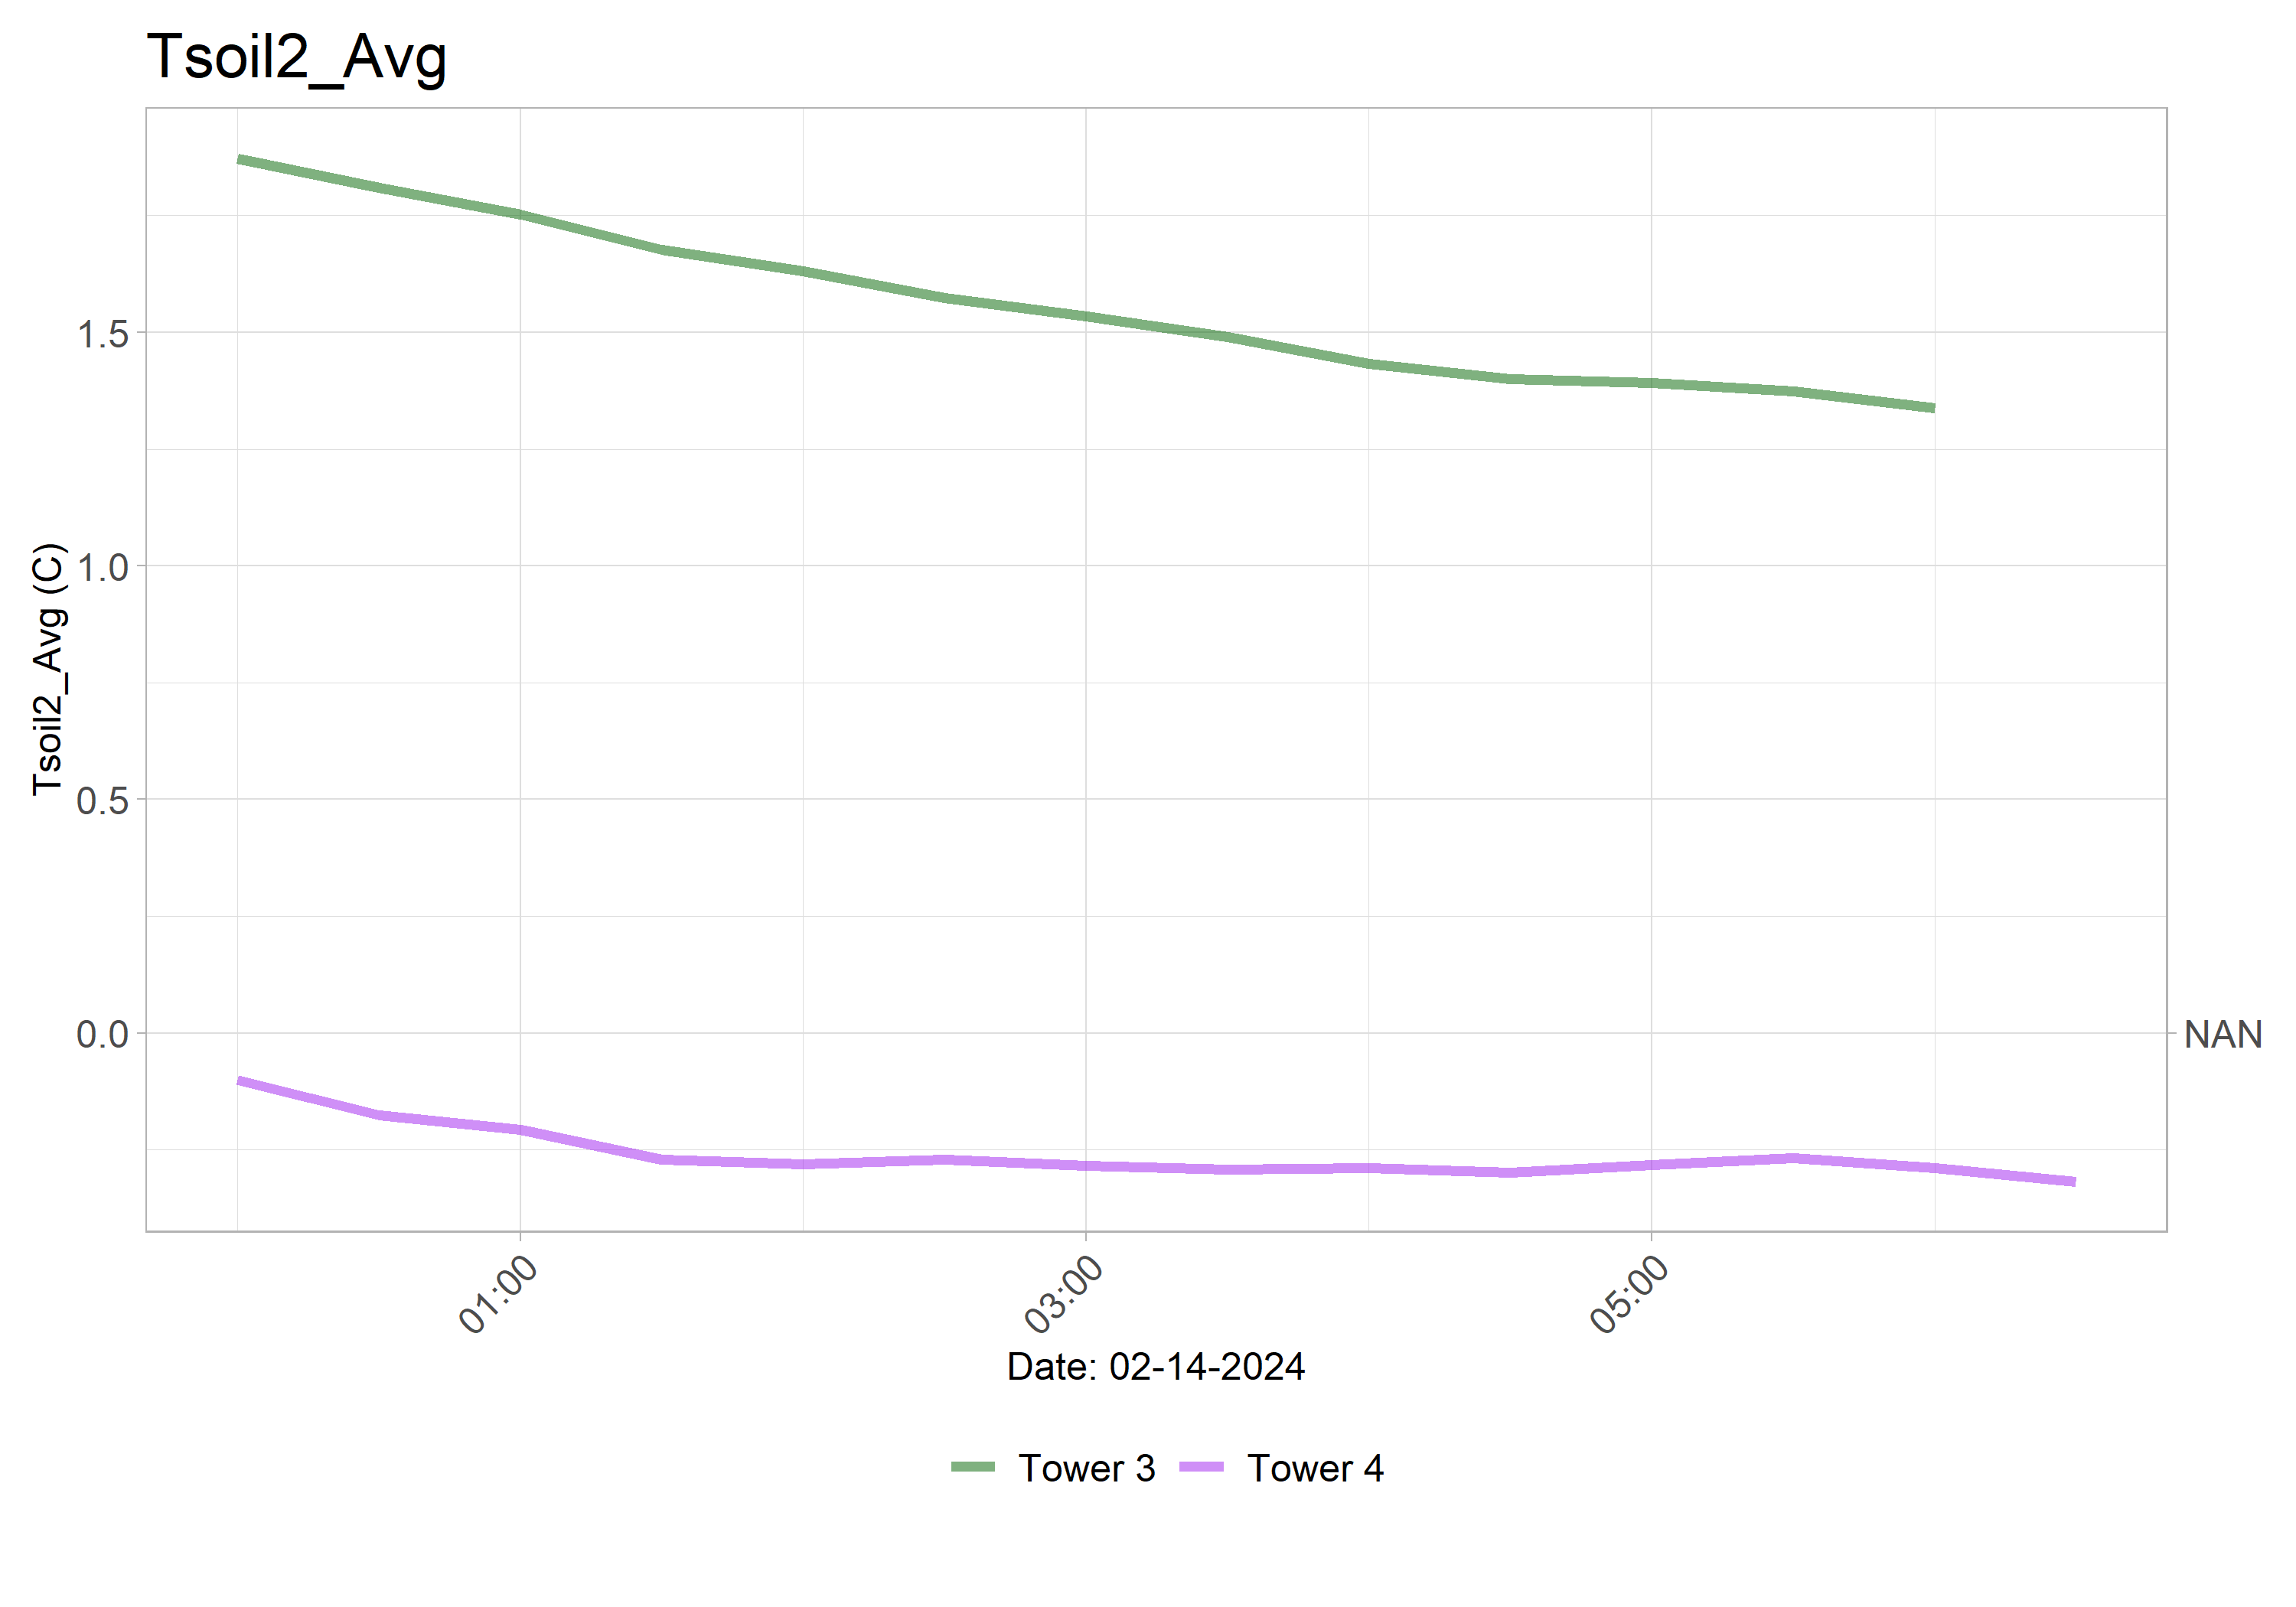 Tsoil2_Avg
Tsoil2_Avg (C)
1.5
1.0
0.5
0.0
NAN
01:00
03:00
05:00
Date: 02-14-2024
Tower 3 Tower 4